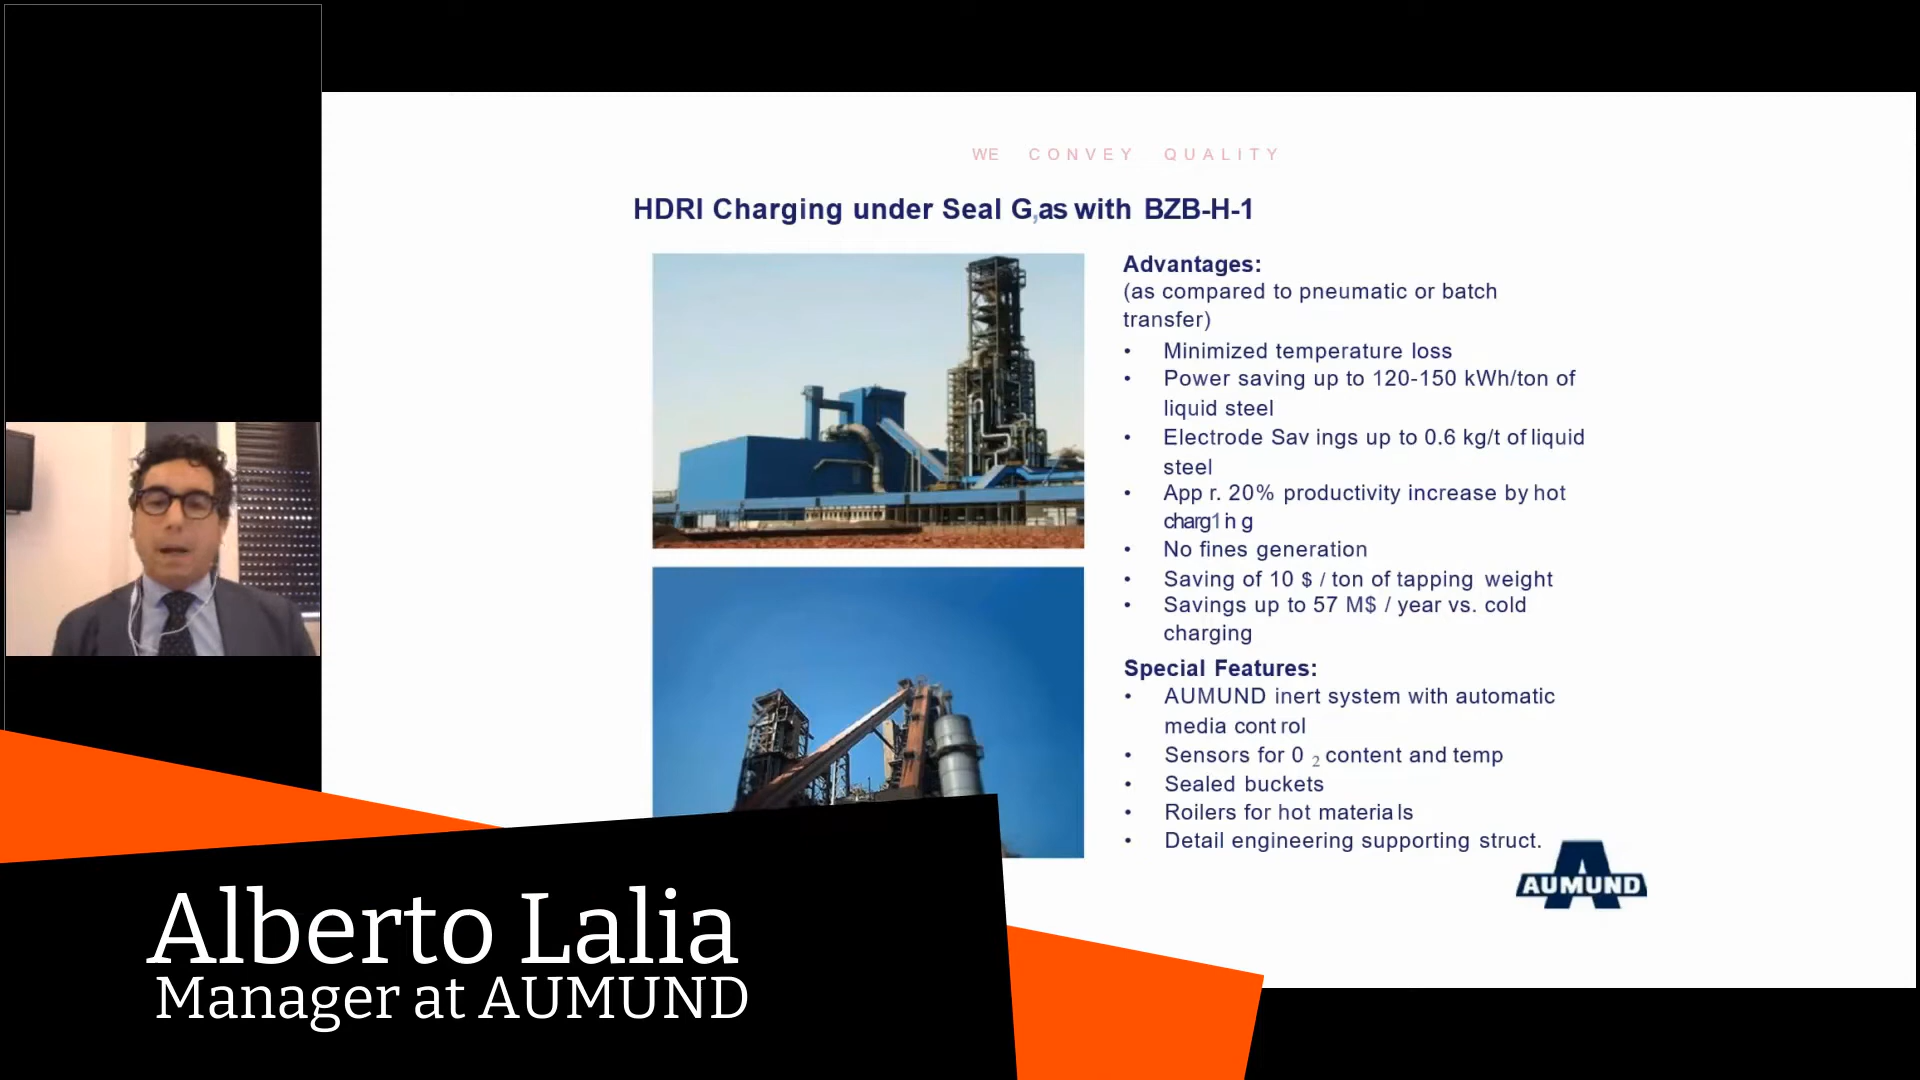 WE CONVEY QUALITY
HDRI Charging under Seal G,as with BZB-H-1
Advantages:
(as compared to pneumatic or batch
transfer)
• Minimized temperature loss
• Power saving up to 120-150 kWh/ton of
liquid steel
• Electrode Sav ings up to 0.6 kg/t of liquid
steel
• App r. 20% productivity increase by hot
charg1n g
• No fines generation
• Saving of 10 $ / ton of tapping weight
• Savings up to 57 M$ / year vs. cold
charging
Special Features:
• AUMUND inert system with automatic
media cont rol
• Sensors for 0 ₂ content and temp
• Sealed buckets
• Roilers for hot materia ls
• Detail engineering supporting struct.
AUMUND
Alberto Lalia
Manager at AUMUND